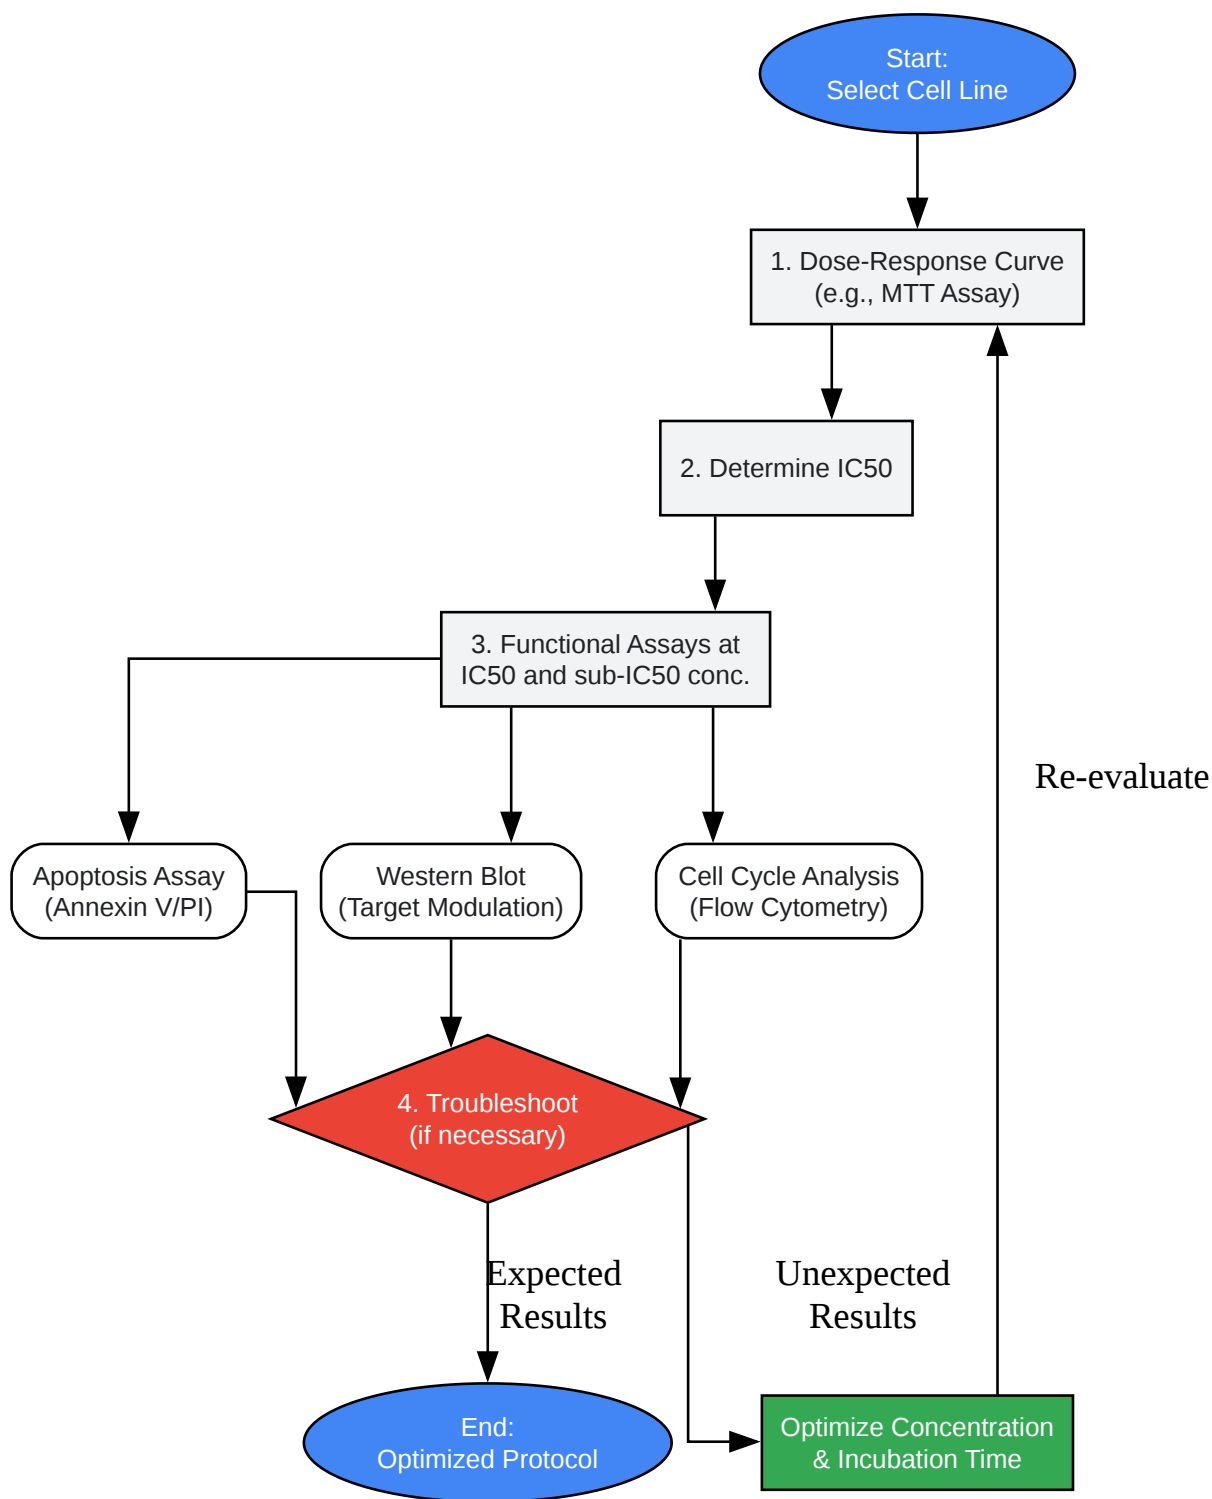 Start:
Select Cell Line
1. Dose-Response Curve
(e.g., MTT Assay)
2. Determine IC50
3. Functional Assays at
IC50 and sub-IC50 conc.
Re-evaluate
Apoptosis Assay
(Annexin V/PI)
Western Blot
(Target Modulation)
Cell Cycle Analysis
(Flow Cytometry)
4. Troubleshoot
(if necessary)
Expected
Results
Unexpected
Results
End:
Optimized Protocol
Optimize Concentration
& Incubation Time